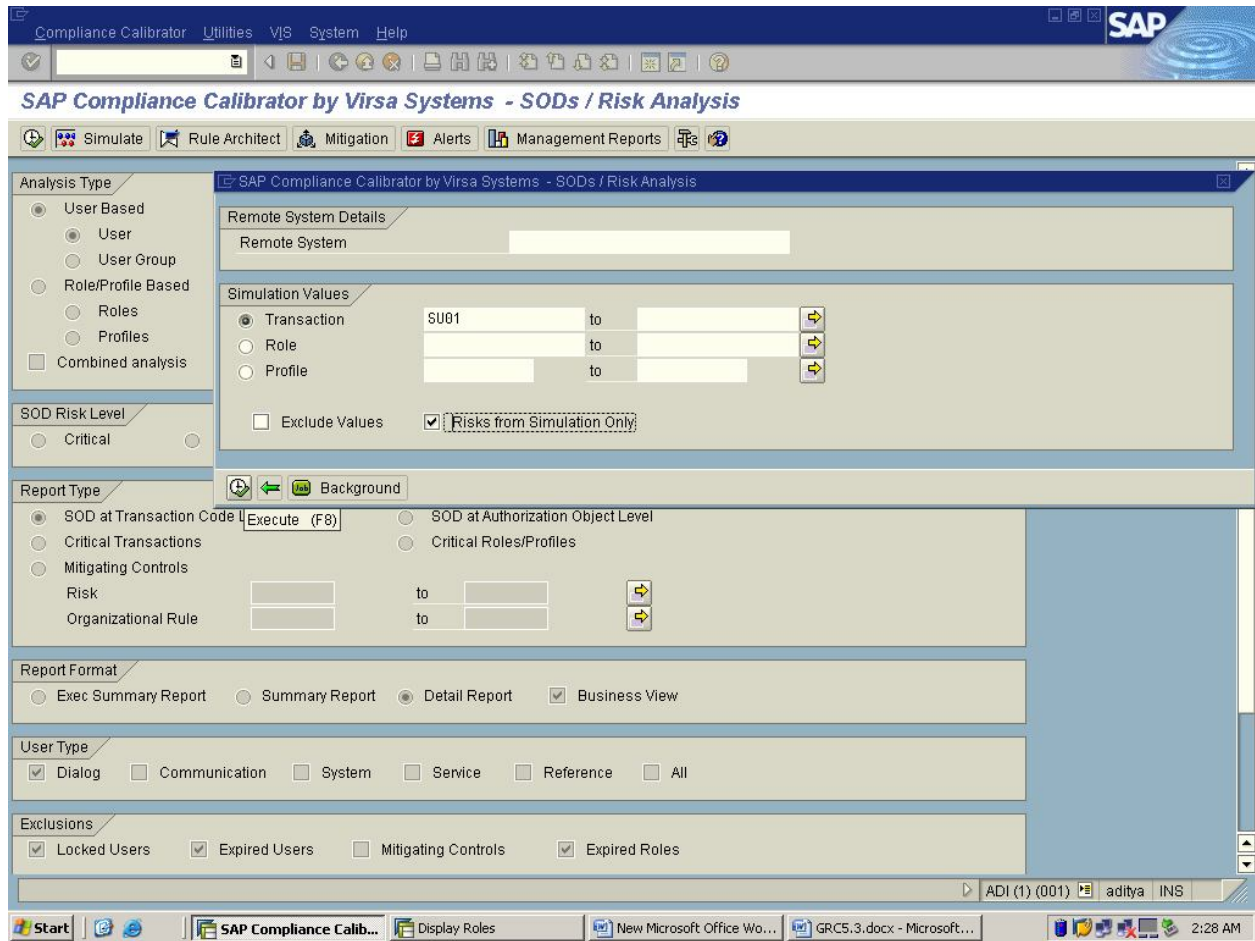 Compliance Calibrator Utilities VIS System Help
SAP
SAP Compliance Calibrator by Virsa Systems - SODs / Risk Analysis
Simulate Rule Architect Mitigation Alerts Management Reports
Analysis Type
User Based
User
User Group
Role/Profile Based
Roles
Profiles
Combined analysis
SAP Compliance Calibrator by Virsa Systems - SODs / Risk Analysis
Remote System Details
Remote System
Simulation Values
Transaction SU01 to
Role to
Profile to
Exclude Values Risks from Simulation Only
Job Background
Execute (F8)
SOD Risk Level
Critical
Report Type
SOD at Transaction Code L SOD at Authorization Object Level
Critical Transactions Critical Roles/Profiles
Mitigating Controls
Risk to
Organizational Rule to
Report Format
Exec Summary Report Summary Report Detail Report Business View
User Type
Dialog Communication System Service Reference All
Exclusions
Locked Users Expired Users Mitigating Controls Expired Roles
ADI (1) (001) aditya INS
Start SAP Compliance Calib... Display Roles New Microsoft Office Wo... GRC5.3.docx - Microsoft... 2:28 AM